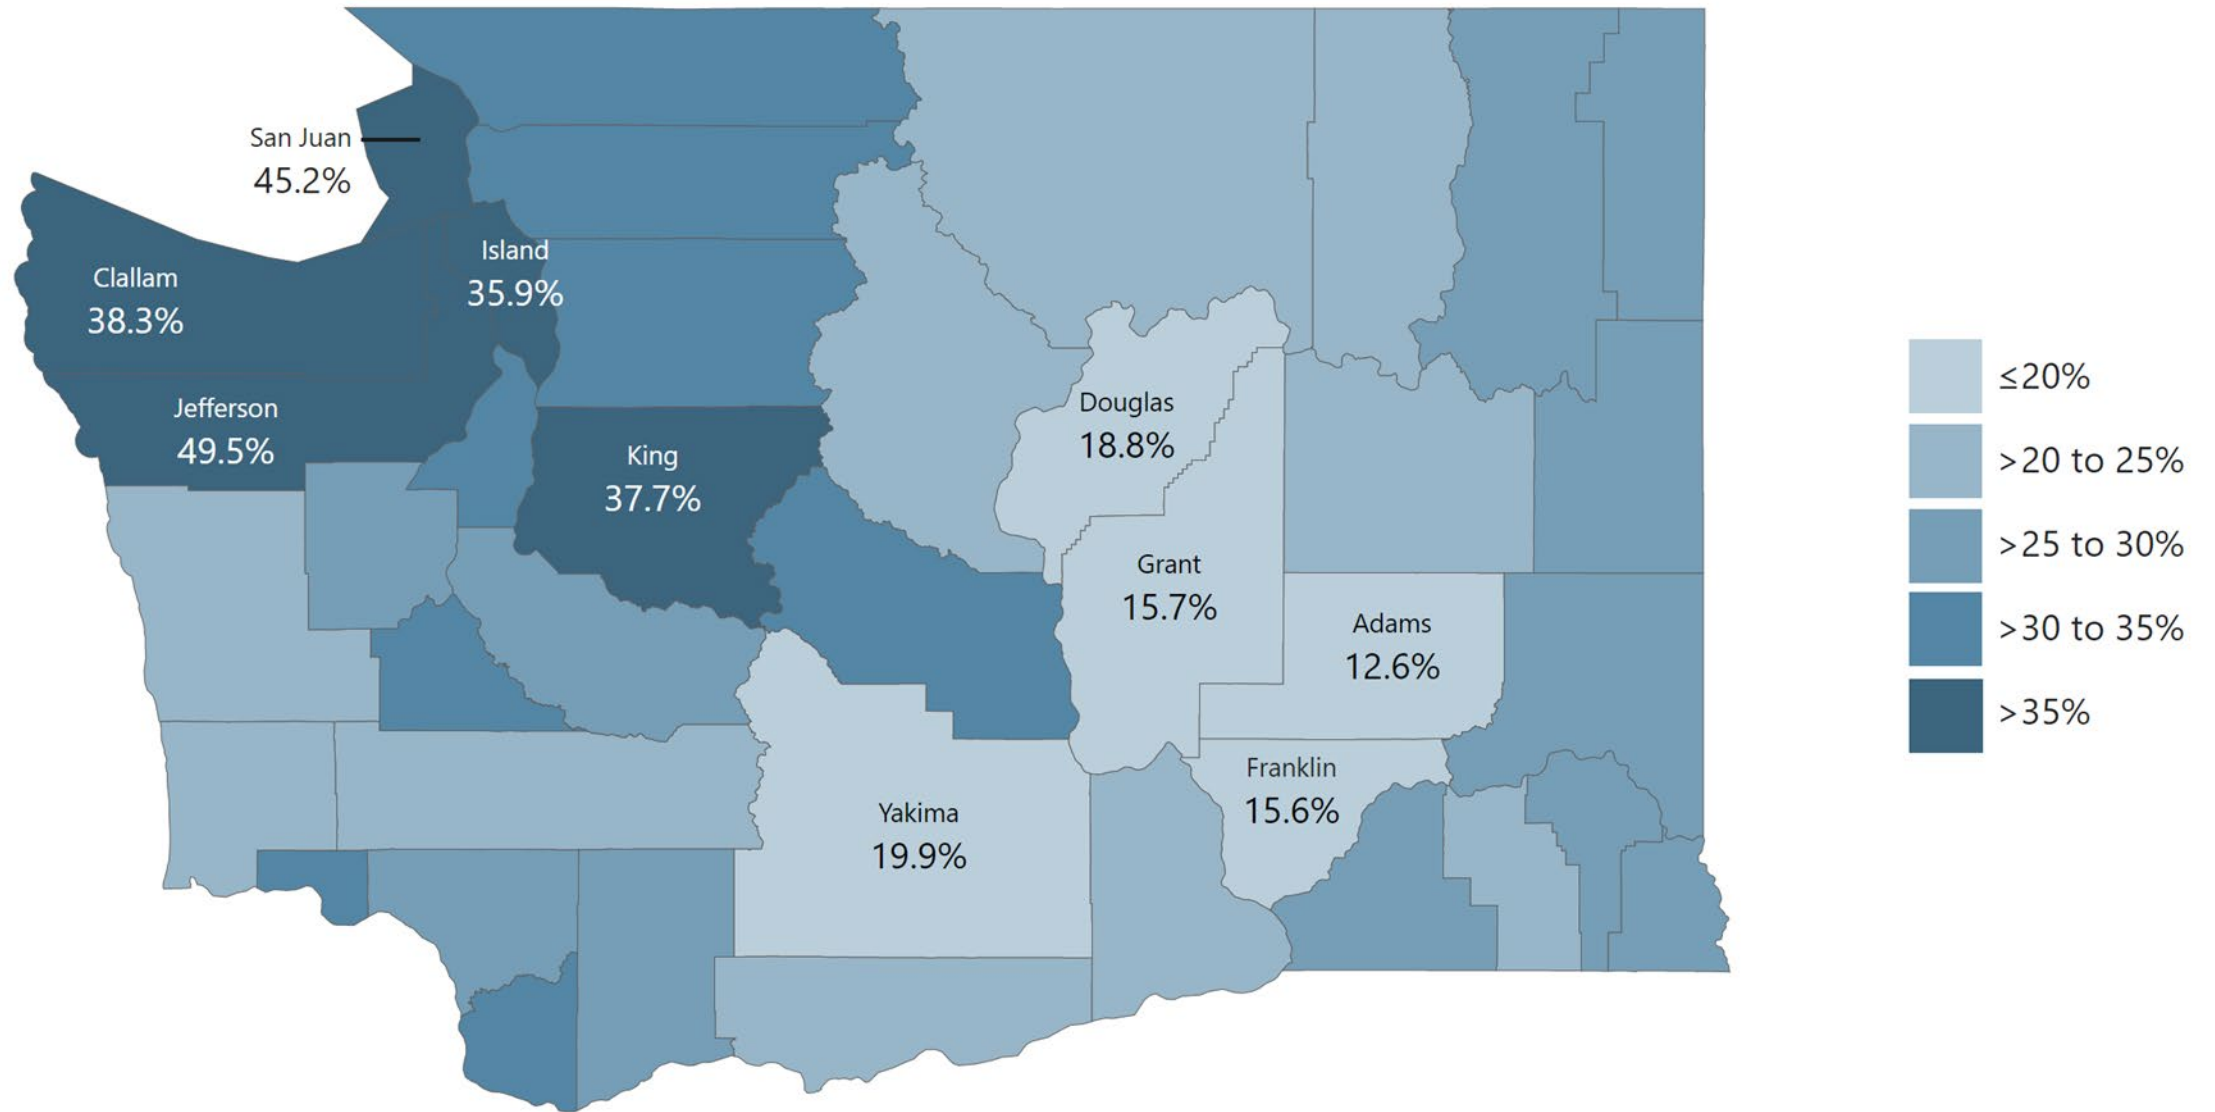 San Juan
45.2%
Island
35.9%
Clallam
38.3%
Jefferson
49.5%
King
37.7%
Douglas
18.8%
Grant
15.7%
Adams
12.6%
Franklin
15.6%
Yakima
19.9%
≤20%
>20 to 25%
>25 to 30%
>30 to 35%
>35%